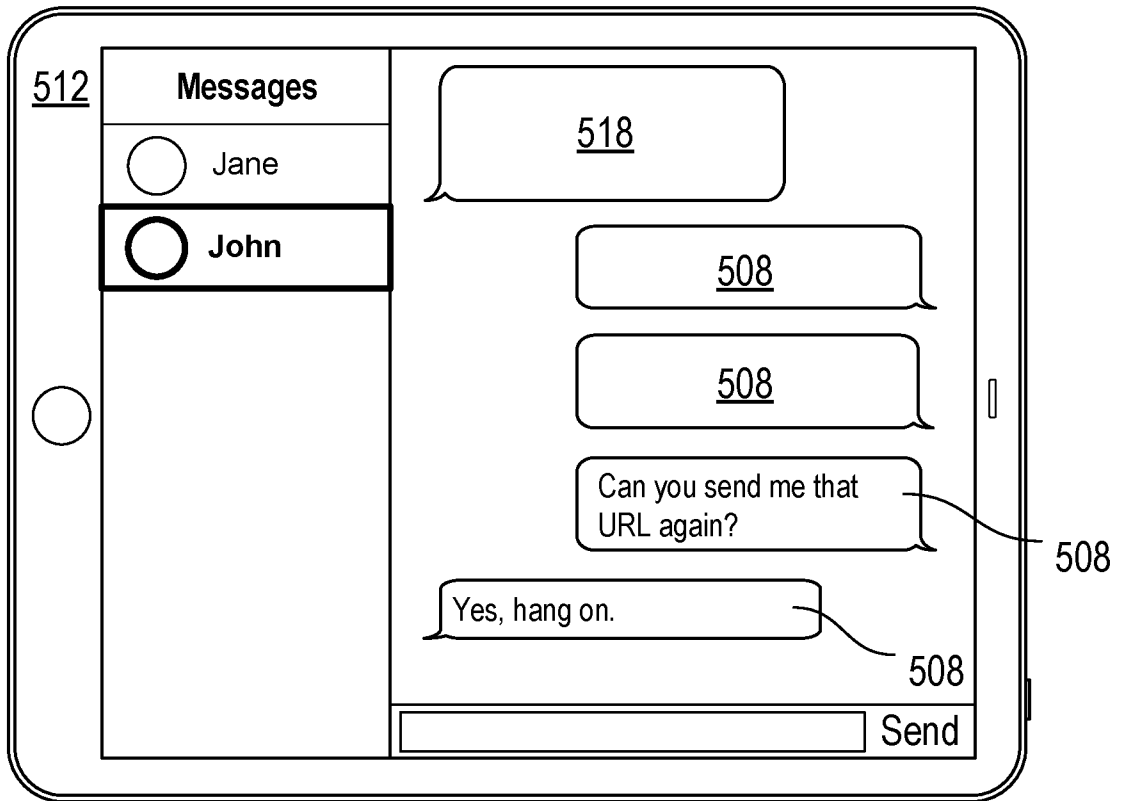 512
Messages
Jane
John
518
508
508
Can you send me that
URL again?
508
Yes, hang on.
508
Send